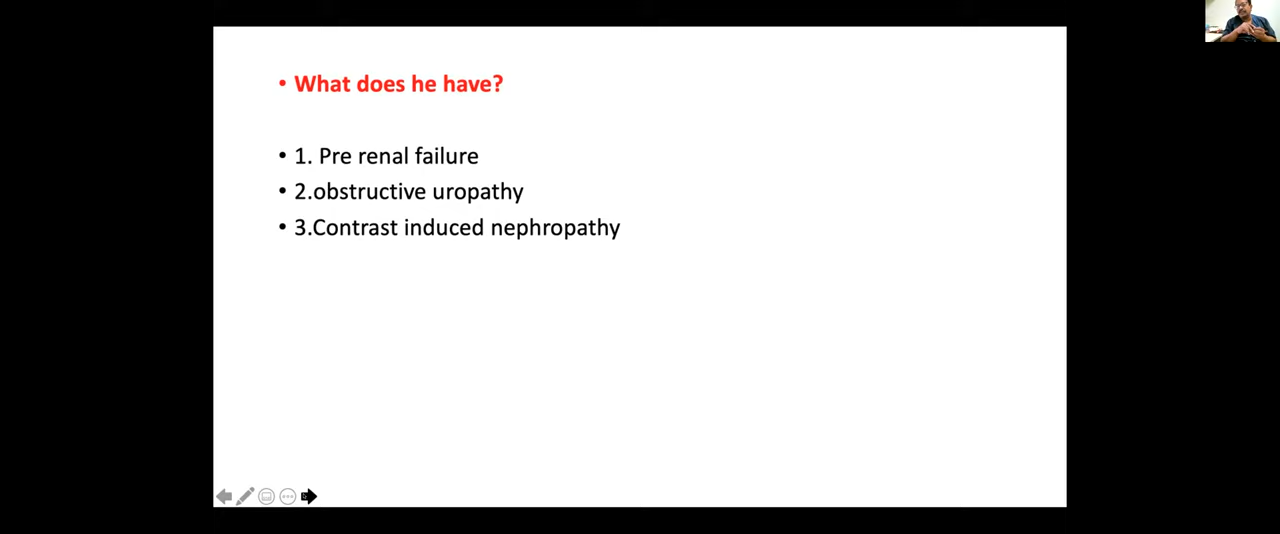 • What does he have?
• 1. Pre renal failure
• 2.obstructive uropathy
• 3.Contrast induced nephropathy